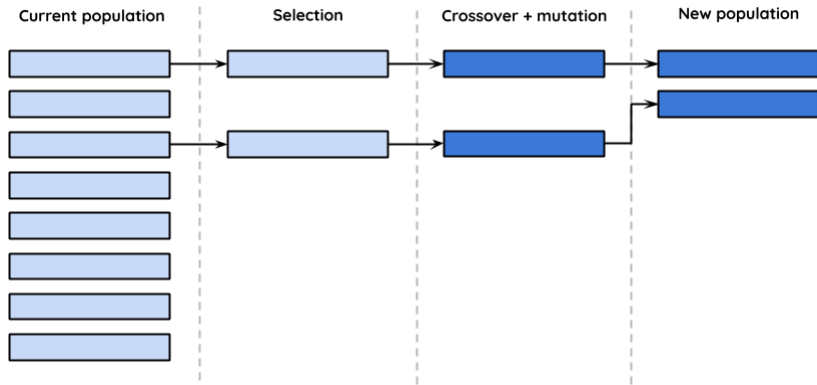 Current population
Selection
Crossover + mutation
New population